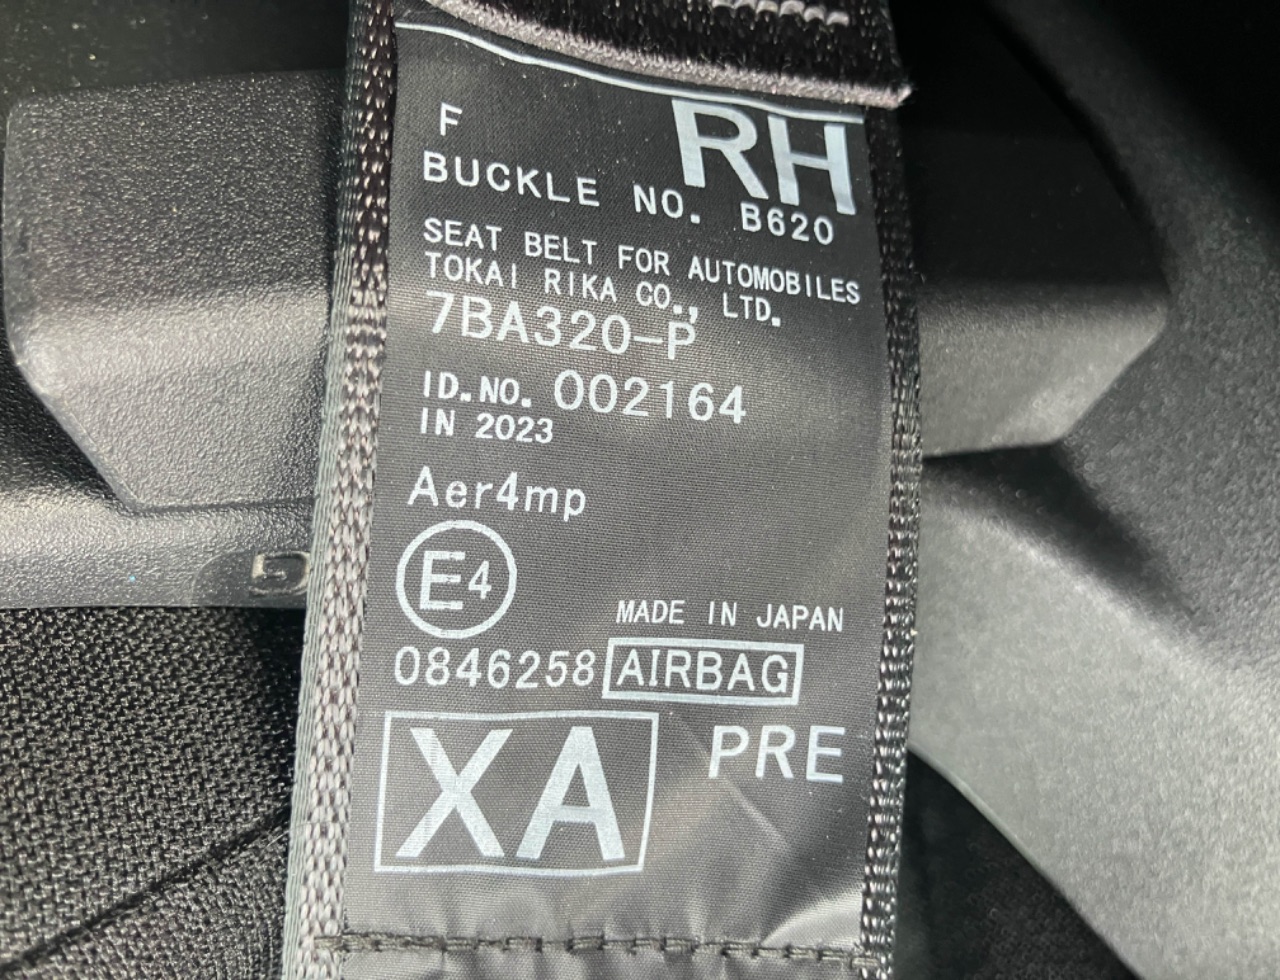 F
RH
BUCKLE NO. B620
SEAT BELT FOR AUTOMOBILES
TOKAI RIKA CO., LTD.
7BA320-P
ID.NO. 002164
IN 2023
Aer4mp
E4
MADE IN JAPAN
0846258 AIRBAG
XA PRE